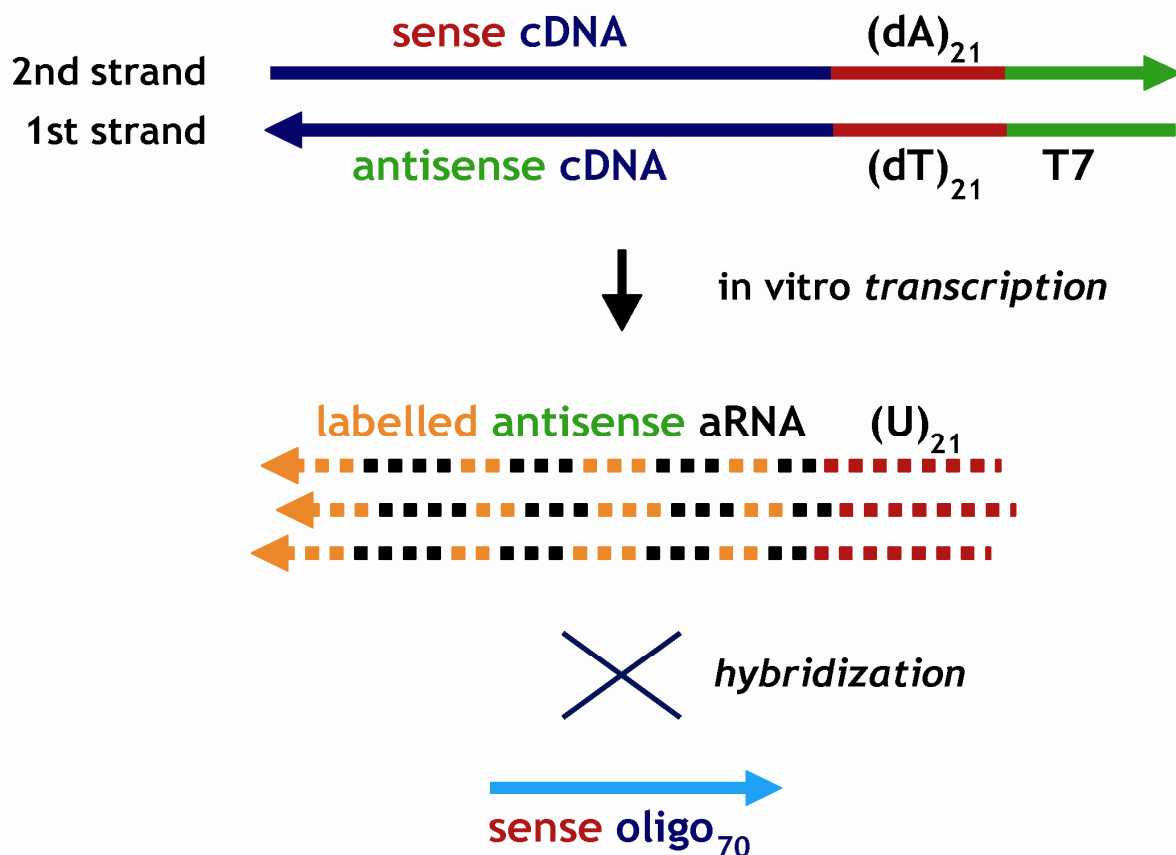 sense cDNA (dA)21
2nd strand
1st strand
antisense cDNA (dT)21 T7
in vitro transcription
labelled antisense aRNA (U)21
hybridization
sense oligo70